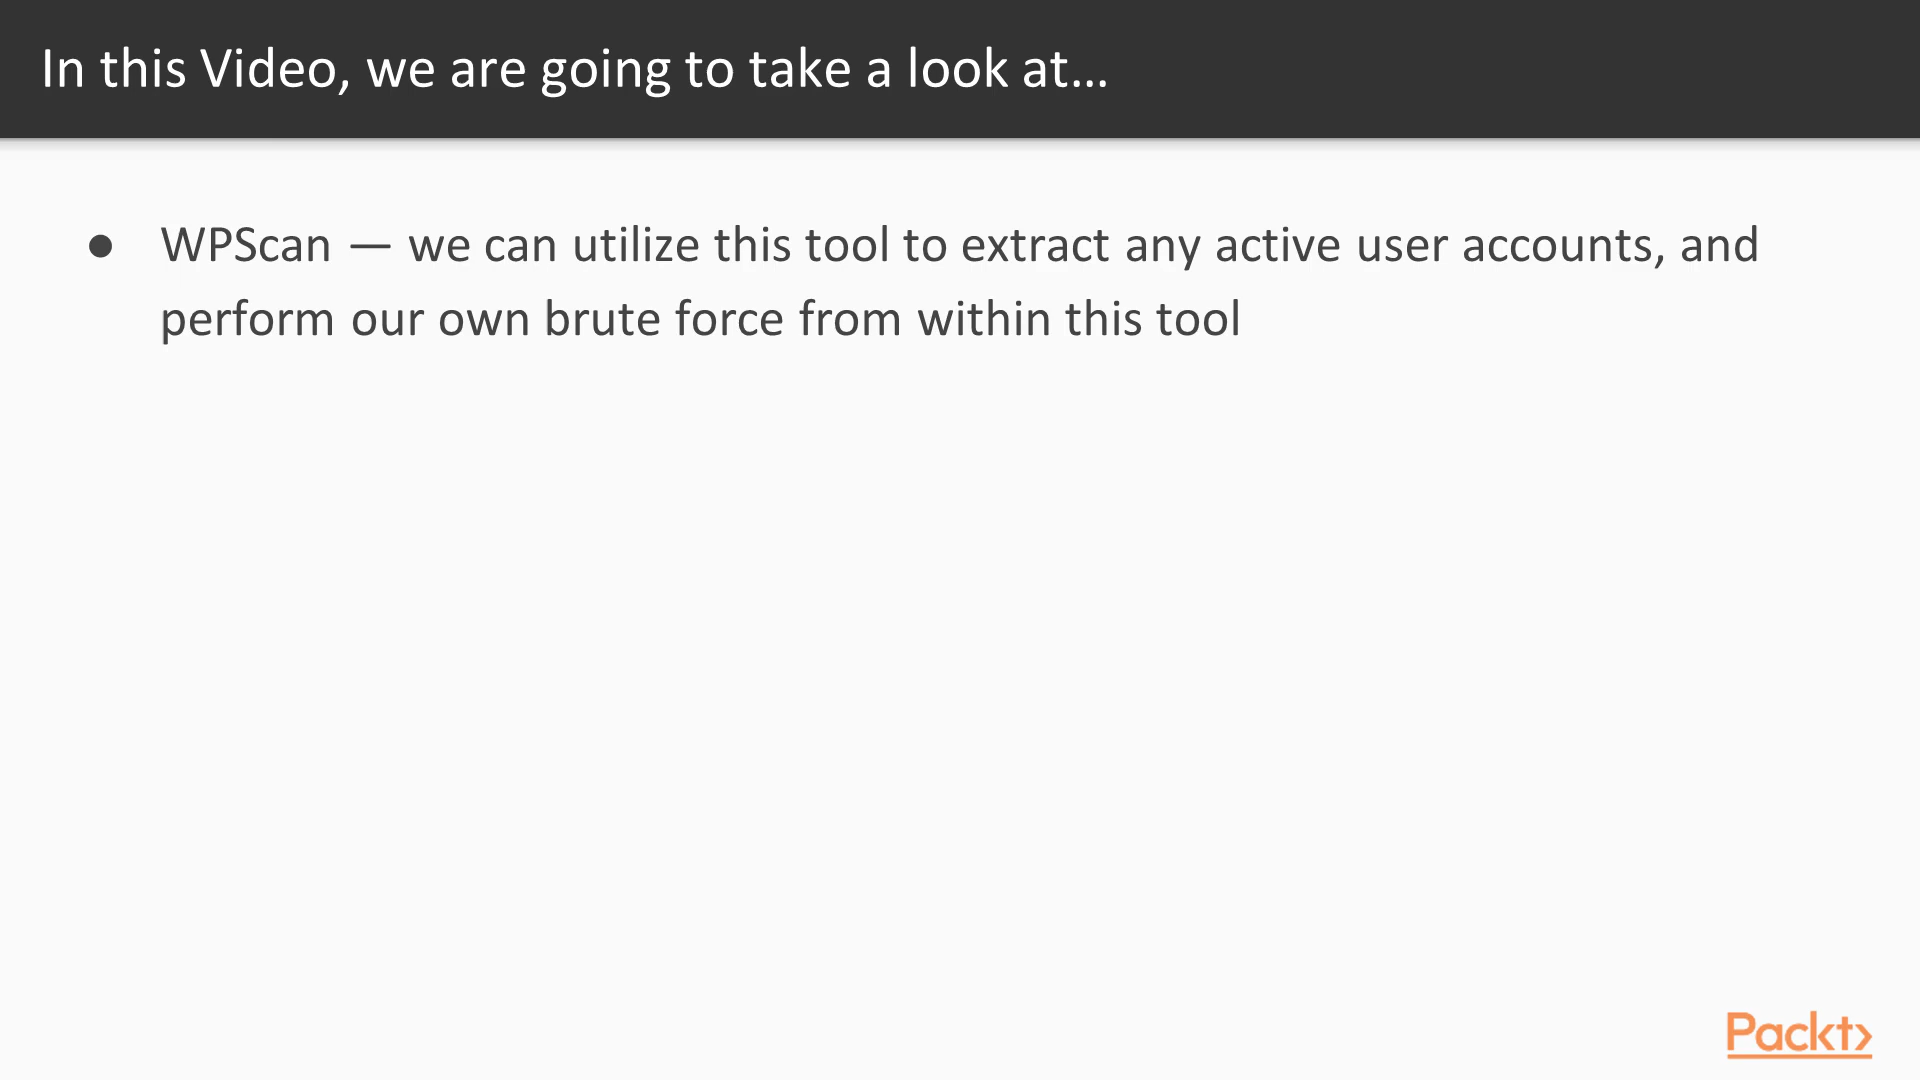 In this Video, we are going to take a look at...
● WPScan — we can utilize this tool to extract any active user accounts, and
perform our own brute force from within this tool
Packt>